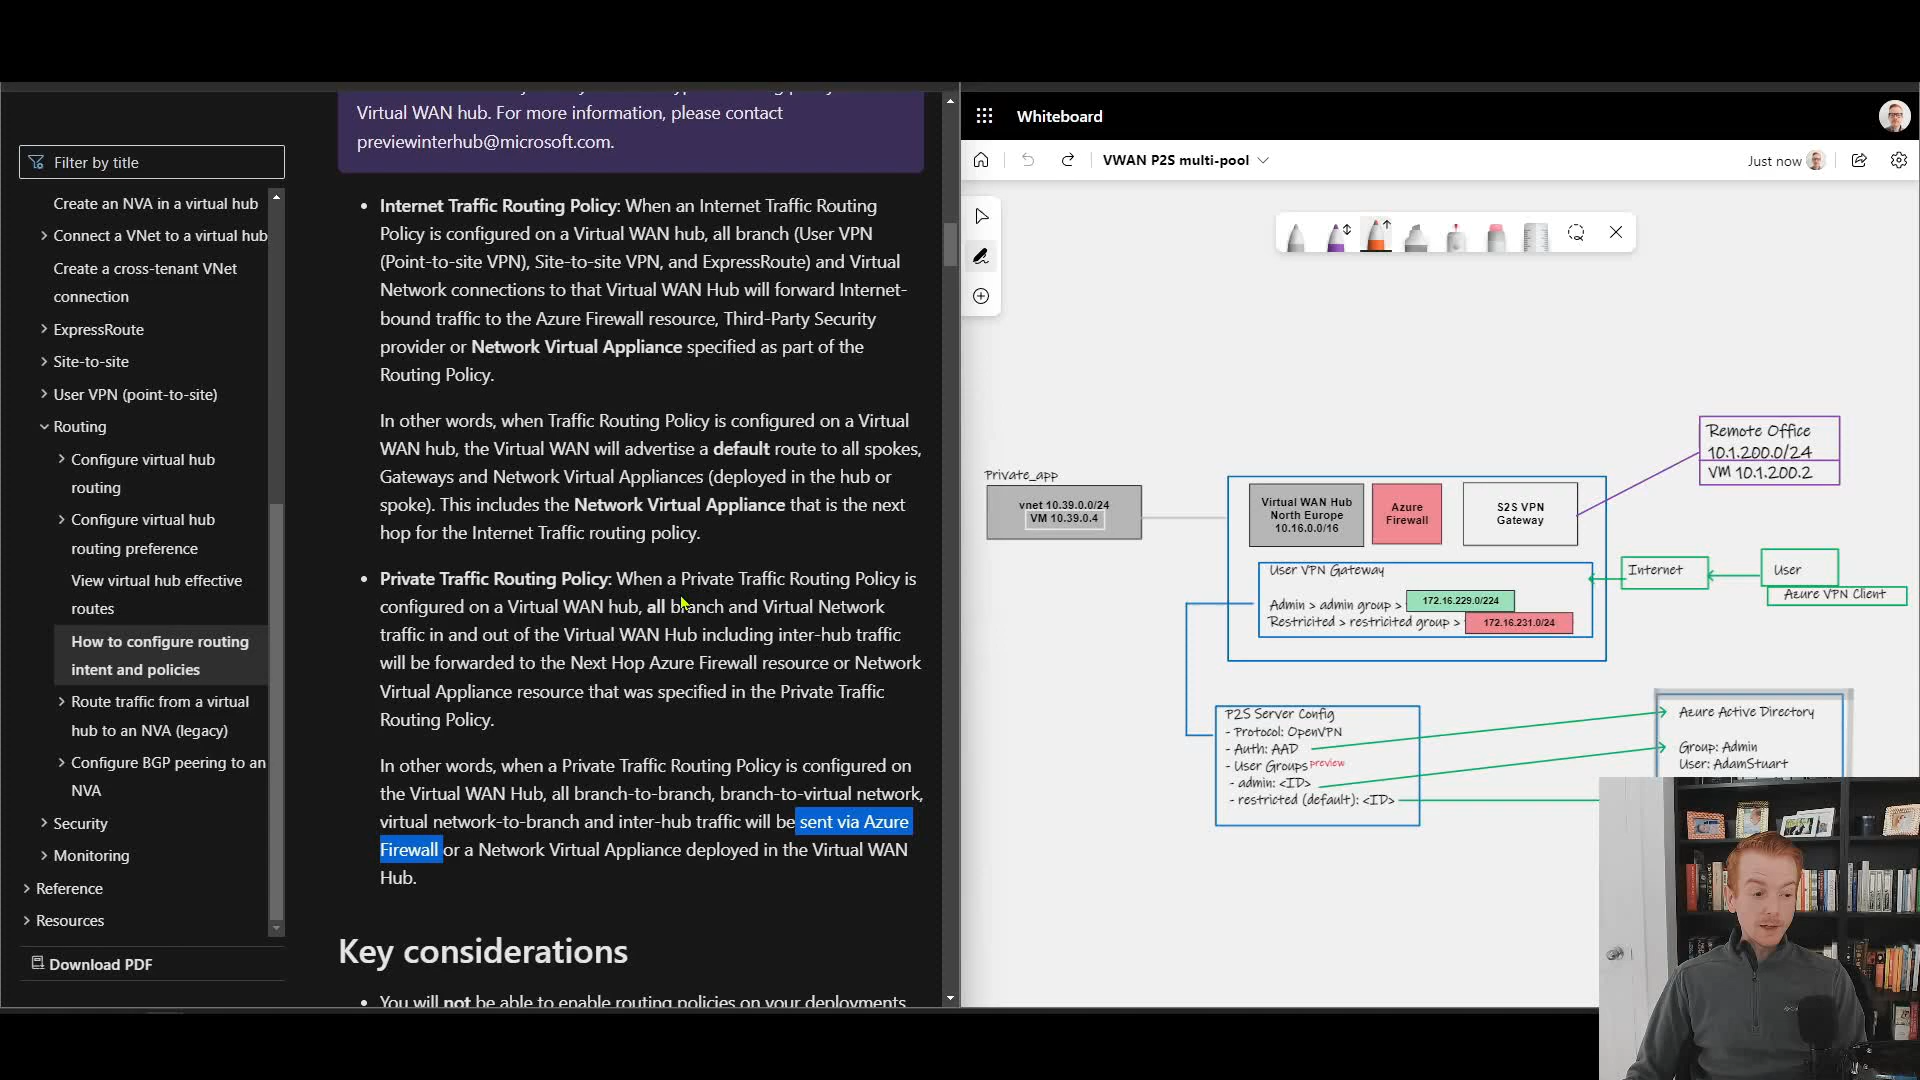 Filter by title
Create an NVA in a virtual hub
Connect a VNet to a virtual hub
Create a cross-tenant VNet
connection
ExpressRoute
Site-to-site
User VPN (point-to-site)
Routing
Configure virtual hub
routing
Configure virtual hub
routing preference
View virtual hub effective
routes
How to configure routing
intent and policies
Route traffic from a virtual
hub to an NVA (legacy)
Configure BGP peering to an
NVA
Security
Monitoring
Reference
Resources
Download PDF
Virtual WAN hub. For more information, please contact
previewinterhub@microsoft.com.
Internet Traffic Routing Policy: When an Internet Traffic Routing
Policy is configured on a Virtual WAN hub, all branch (User VPN
(Point-to-site VPN), Site-to-site VPN, and ExpressRoute) and Virtual
Network connections to that Virtual WAN Hub will forward Internet-
bound traffic to the Azure Firewall resource, Third-Party Security
provider or Network Virtual Appliance specified as part of the
Routing Policy.
In other words, when Traffic Routing Policy is configured on a Virtual
WAN hub, the Virtual WAN will advertise a default route to all spokes,
Gateways and Network Virtual Appliances (deployed in the hub or
spoke). This includes the Network Virtual Appliance that is the next
hop for the Internet Traffic routing policy.
Private Traffic Routing Policy: When a Private Traffic Routing Policy is
configured on a Virtual WAN hub, all branch and Virtual Network
traffic in and out of the Virtual WAN Hub including inter-hub traffic
will be forwarded to the Next Hop Azure Firewall resource or Network
Virtual Appliance resource that was specified in the Private Traffic
Routing Policy.
In other words, when a Private Traffic Routing Policy is configured on
the Virtual WAN Hub, all branch-to-branch, branch-to-virtual network,
virtual network-to-branch and inter-hub traffic will be sent via Azure
Firewall or a Network Virtual Appliance deployed in the Virtual WAN
Hub.
Key considerations
You will not be able to enable routing policies on your deployments
Whiteboard
VWAN P2S multi-pool
Just now
Private_app
vnet 10.39.0.0/24
VM 10.39.0.4
Virtual WAN Hub
North Europe
10.16.0.0/16
Azure
Firewall
S2S VPN
Gateway
Remote Office
10.1.200.0/24
VM 10.1.200.2
User VPN Gateway
Admin > admin group >
172.16.229.0/224
Restricited > restricited group >
172.16.231.0/24
Internet
User
Azure VPN Client
P2S Server Config
- Protocol: OpenVPN
- Auth: AAD
- User Groups preview
- admin: <ID>
- restricted (default): <ID>
Azure Active Directory
Group: Admin
User: AdamStuart